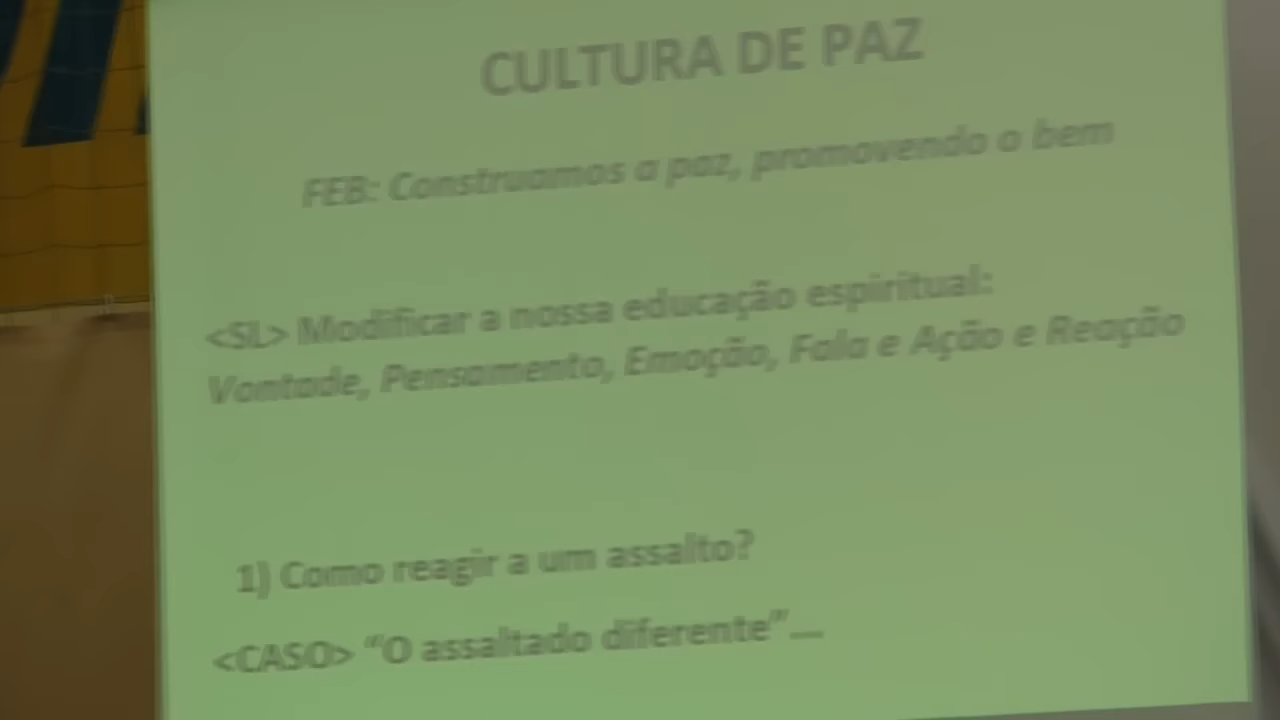 CULTURA DE PAZ
FEB: Construamos a paz, promovendo o bem
<SL> Modificar a nossa educação espiritual:
Vontade, Pensamento, Emoção, Fala e Ação e Reação
1) Como reagir a um assalto?
<CASO> “O assaltado diferente”...